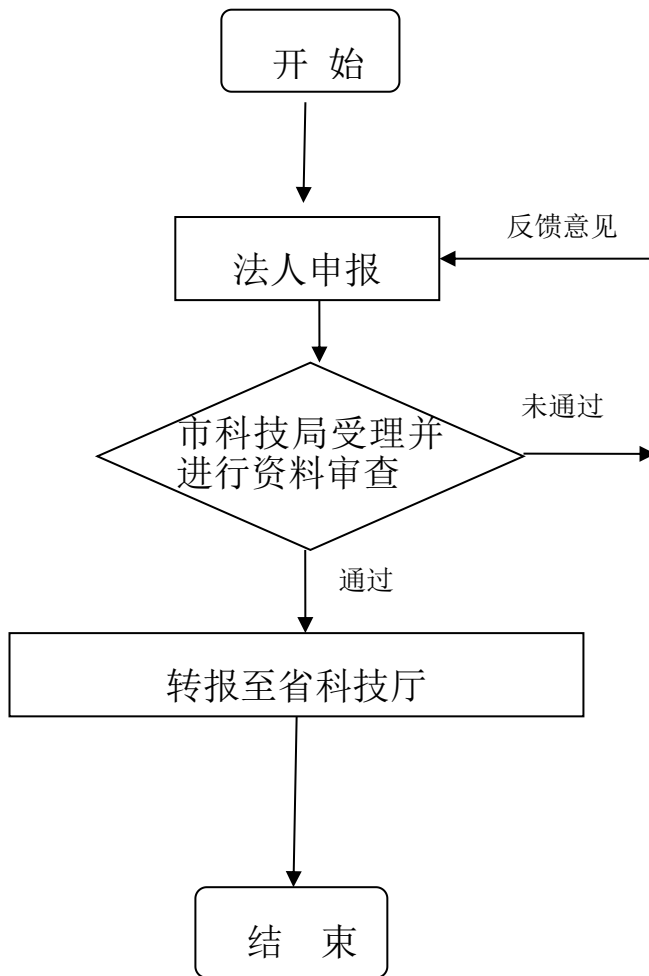 开 始
反馈意见
法人申报
未通过
市科技局受理并
进行资料审查
通过
转报至省科技厅
结 束